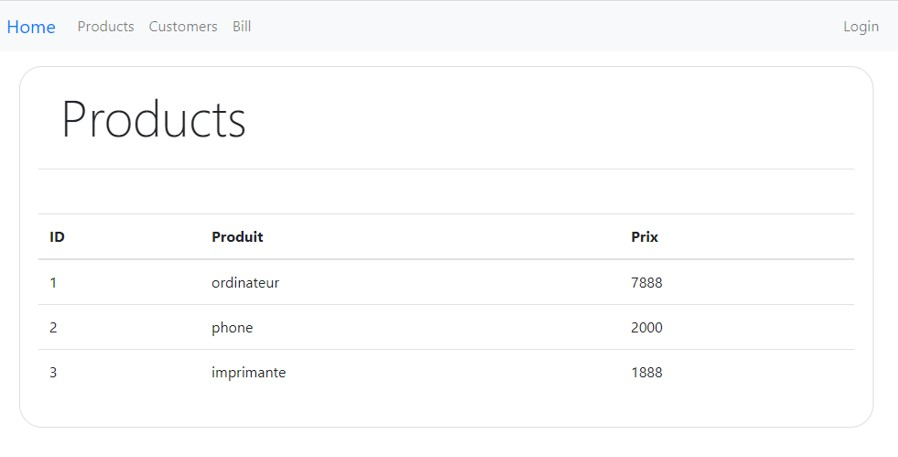 Home Products Customers Bill Login
Products
ID Produit Prix
1 ordinateur 7888
2 phone 2000
3 imprimante 1888